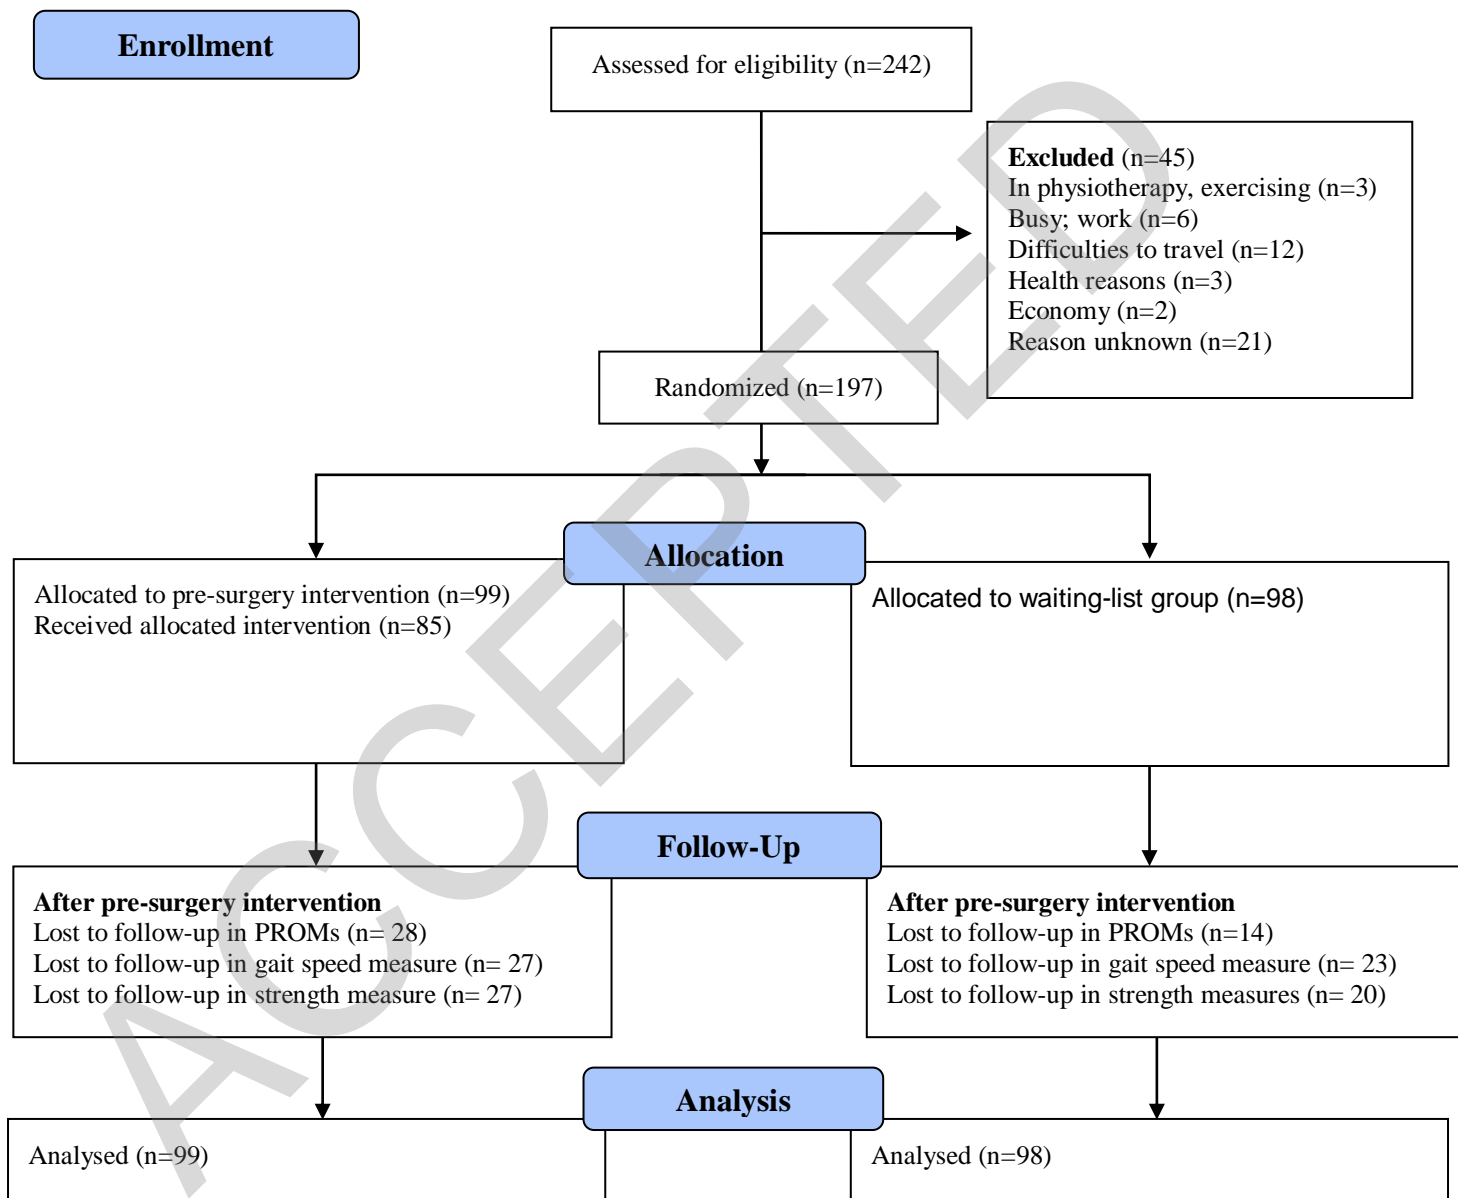 Enrollment
Assessed for eligibility (n=242)
Excluded (n=45)
In physiotherapy, exercising (n=3)
Busy; work (n=6)
Difficulties to travel (n=12)
Health reasons (n=3)
Economy (n=2)
Reason unknown (n=21)
Randomized (n=197)
Allocation
Allocated to pre-surgery intervention (n=99)
Received allocated intervention (n=85)
Allocated to waiting-list group (n=98)
Follow-Up
After pre-surgery intervention
Lost to follow-up in PROMs (n= 28)
Lost to follow-up in gait speed measure (n= 27)
Lost to follow-up in strength measure (n= 27)
After pre-surgery intervention
Lost to follow-up in PROMs (n=14)
Lost to follow-up in gait speed measure (n= 23)
Lost to follow-up in strength measures (n= 20)
Analysis
Analysed (n=99)
Analysed (n=98)
ACCEPTED